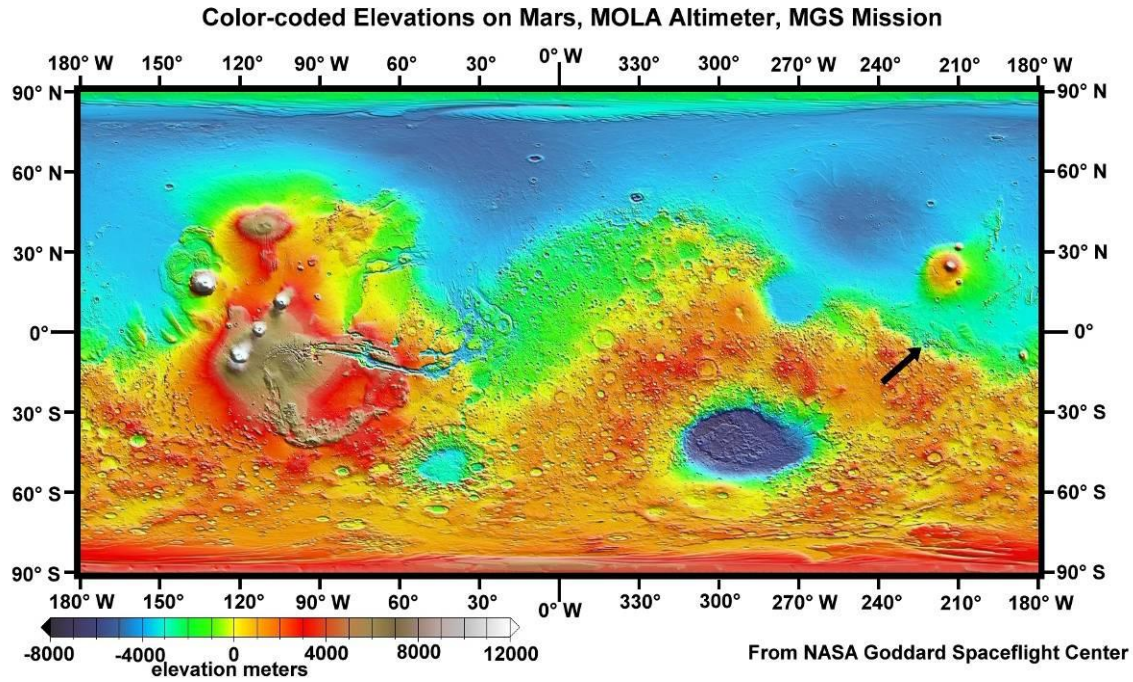 Color-coded Elevations on Mars, MOLA Altimeter, MGS Mission
180° W 150° 120° 90° W 60° 30° 0° W 330° 300° W 270° W 240° W 210° W 180° W
90° N 90° N
60° N 60° N
30° N 30° N
0° 0°
30° S 30° S
60° S 60° S
90° S 90° S
180° W 150° 120° W 90° W 60° 30° 0° W 330° 300° W 270° W 240° W 210° W 180° W
-8000 -4000 0 4000 8000 12000
elevation meters
From NASA Goddard Spaceflight Center